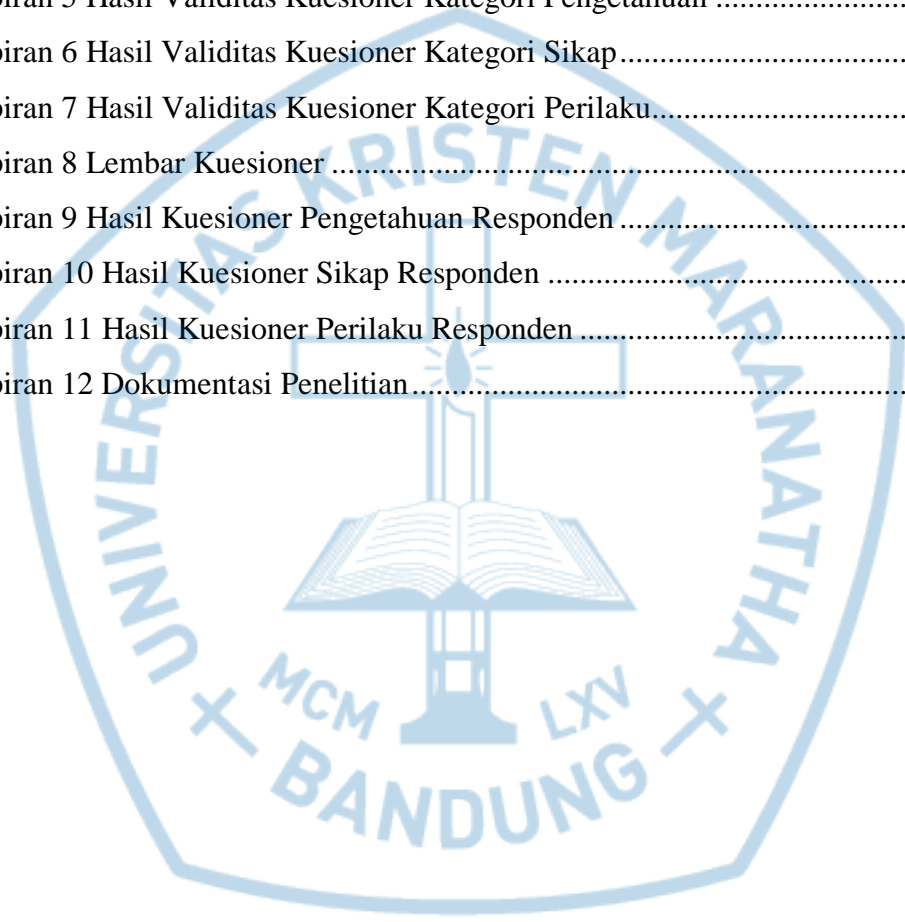 piran 5 Hasil Validitas Kuesioner Kategori Pengetahuan ........................
piran 6 Hasil Validitas Kuesioner Kategori Sikap....................................
piran 7 Hasil Validitas Kuesioner Kategori Perilaku................................
piran 8 Lembar Kuesioner ........................................................................
piran 9 Hasil Kuesioner Pengetahuan Responden ....................................
piran 10 Hasil Kuesioner Sikap Responden .............................................
piran 11 Hasil Kuesioner Perilaku Responden .........................................
piran 12 Dokumentasi Penelitian..............................................................
UNIVERSITAS KRISTEN MARANATHA
MCM LXV
BANDUNG